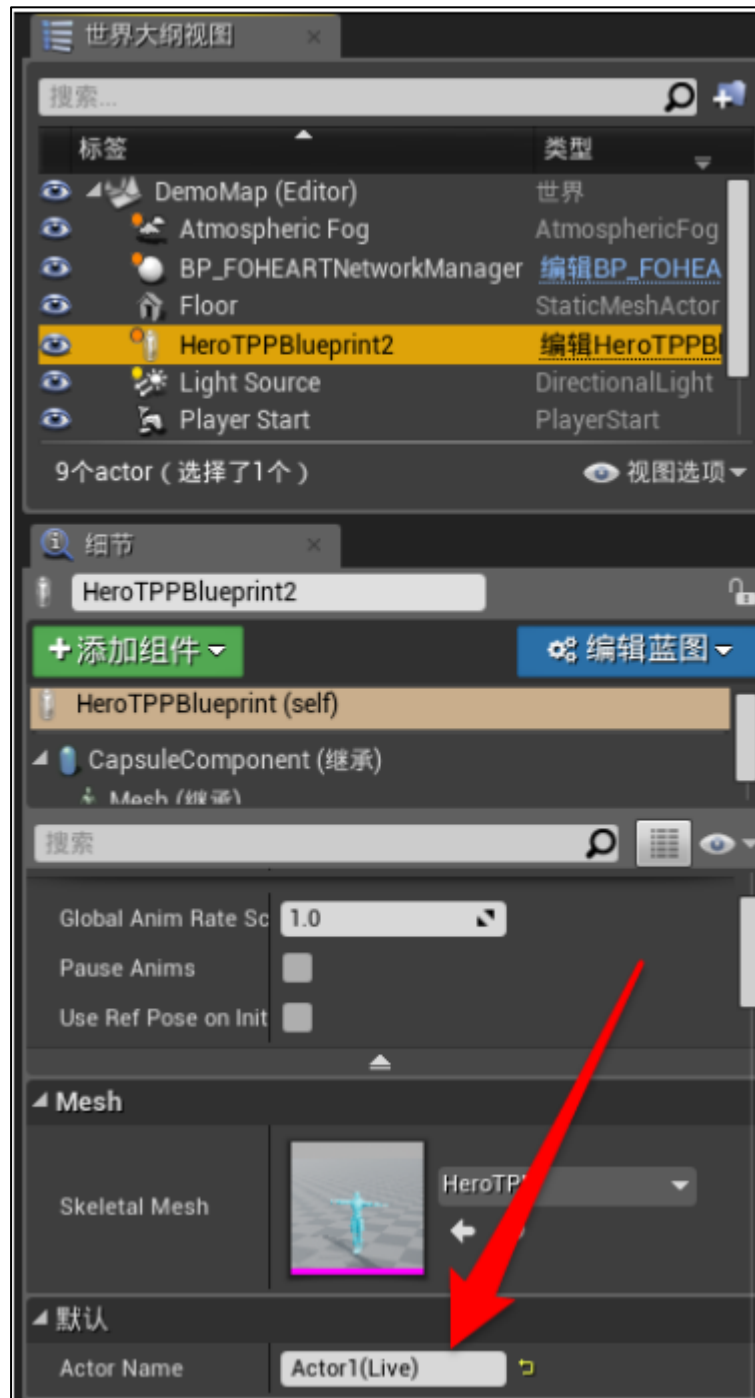 世界大纲视图
搜索...
标签 类型
DemoMap (Editor) 世界
Atmospheric Fog AtmosphericFog
BP_FOHEARTNetworkManager 编辑BP_FOHEA
Floor StaticMeshActor
HeroTPPBlueprint2 编辑HeroTPPBl
Light Source DirectionalLight
Player Start PlayerStart
9个actor（选择了1个） 视图选项
细节
HeroTPPBlueprint2
+添加组件 编辑蓝图
HeroTPPBlueprint (self)
CapsuleComponent (继承)
Mesh (继承)
搜索
Global Anim Rate Sc 1.0
Pause Anims
Use Ref Pose on Init
Mesh
Skeletal Mesh HeroTP
默认
Actor Name Actor1(Live)